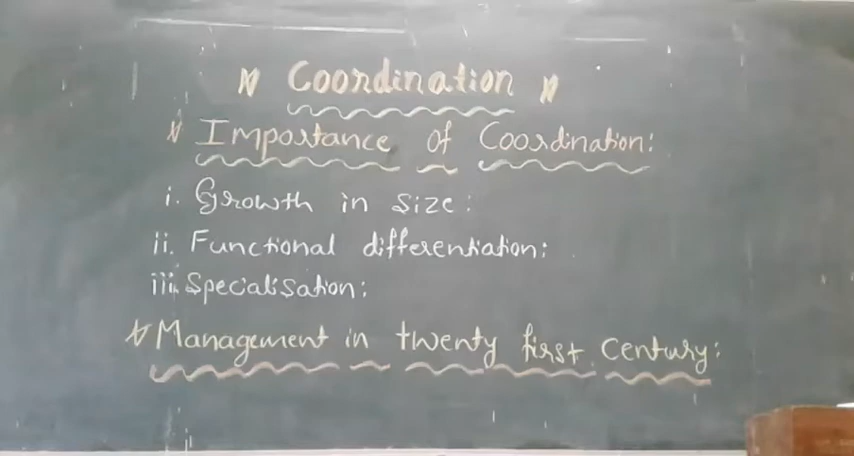 Coordination
Importance of Coordination:
i. Growth in size:
ii. Functional differentiation:
iii. Specialisation:
Management in twenty first century: